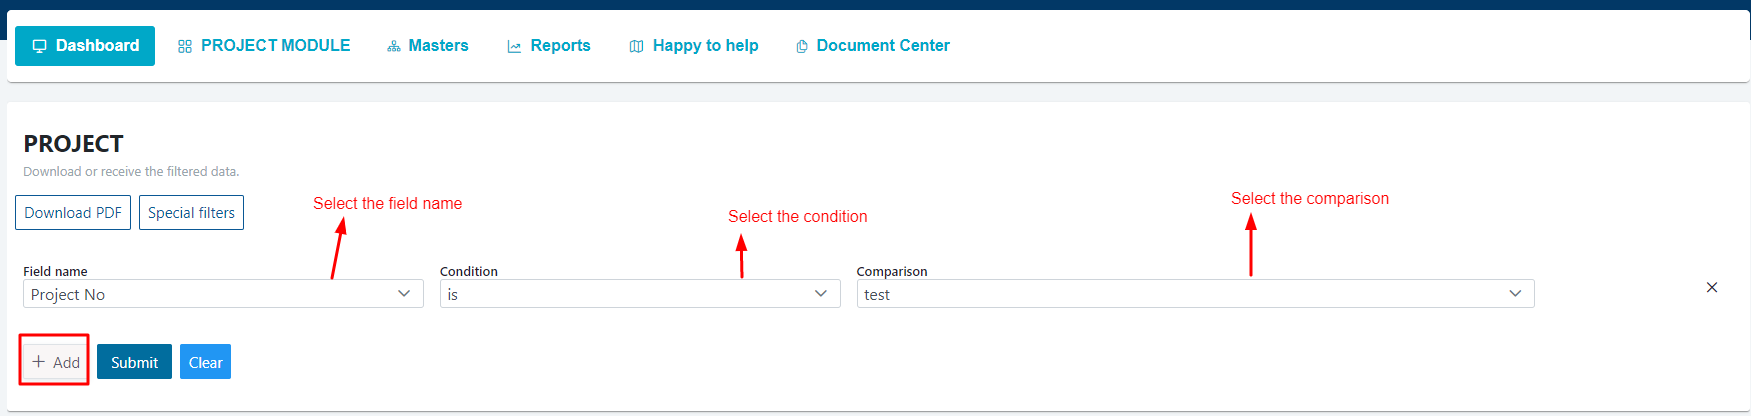 Dashboard PROJECT MODULE Masters Reports Happy to help Document Center
PROJECT
Download or receive the filtered data.
Download PDF Special filters
Select the field name Select the condition Select the comparison
Field name Condition Comparison
Project No is test
+ Add Submit Clear